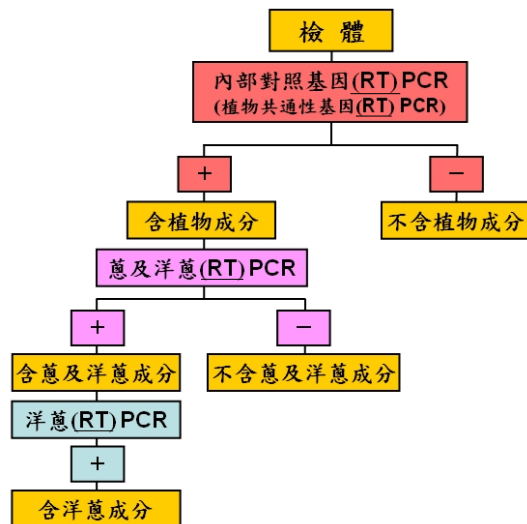 檢體
內部對照基因(RT)PCR
(植物共通性基因(RT)PCR)
+
−
含植物成分
不含植物成分
蔥及洋蔥(RT)PCR
+
−
含蔥及洋蔥成分
不含蔥及洋蔥成分
洋蔥(RT)PCR
+
含洋蔥成分